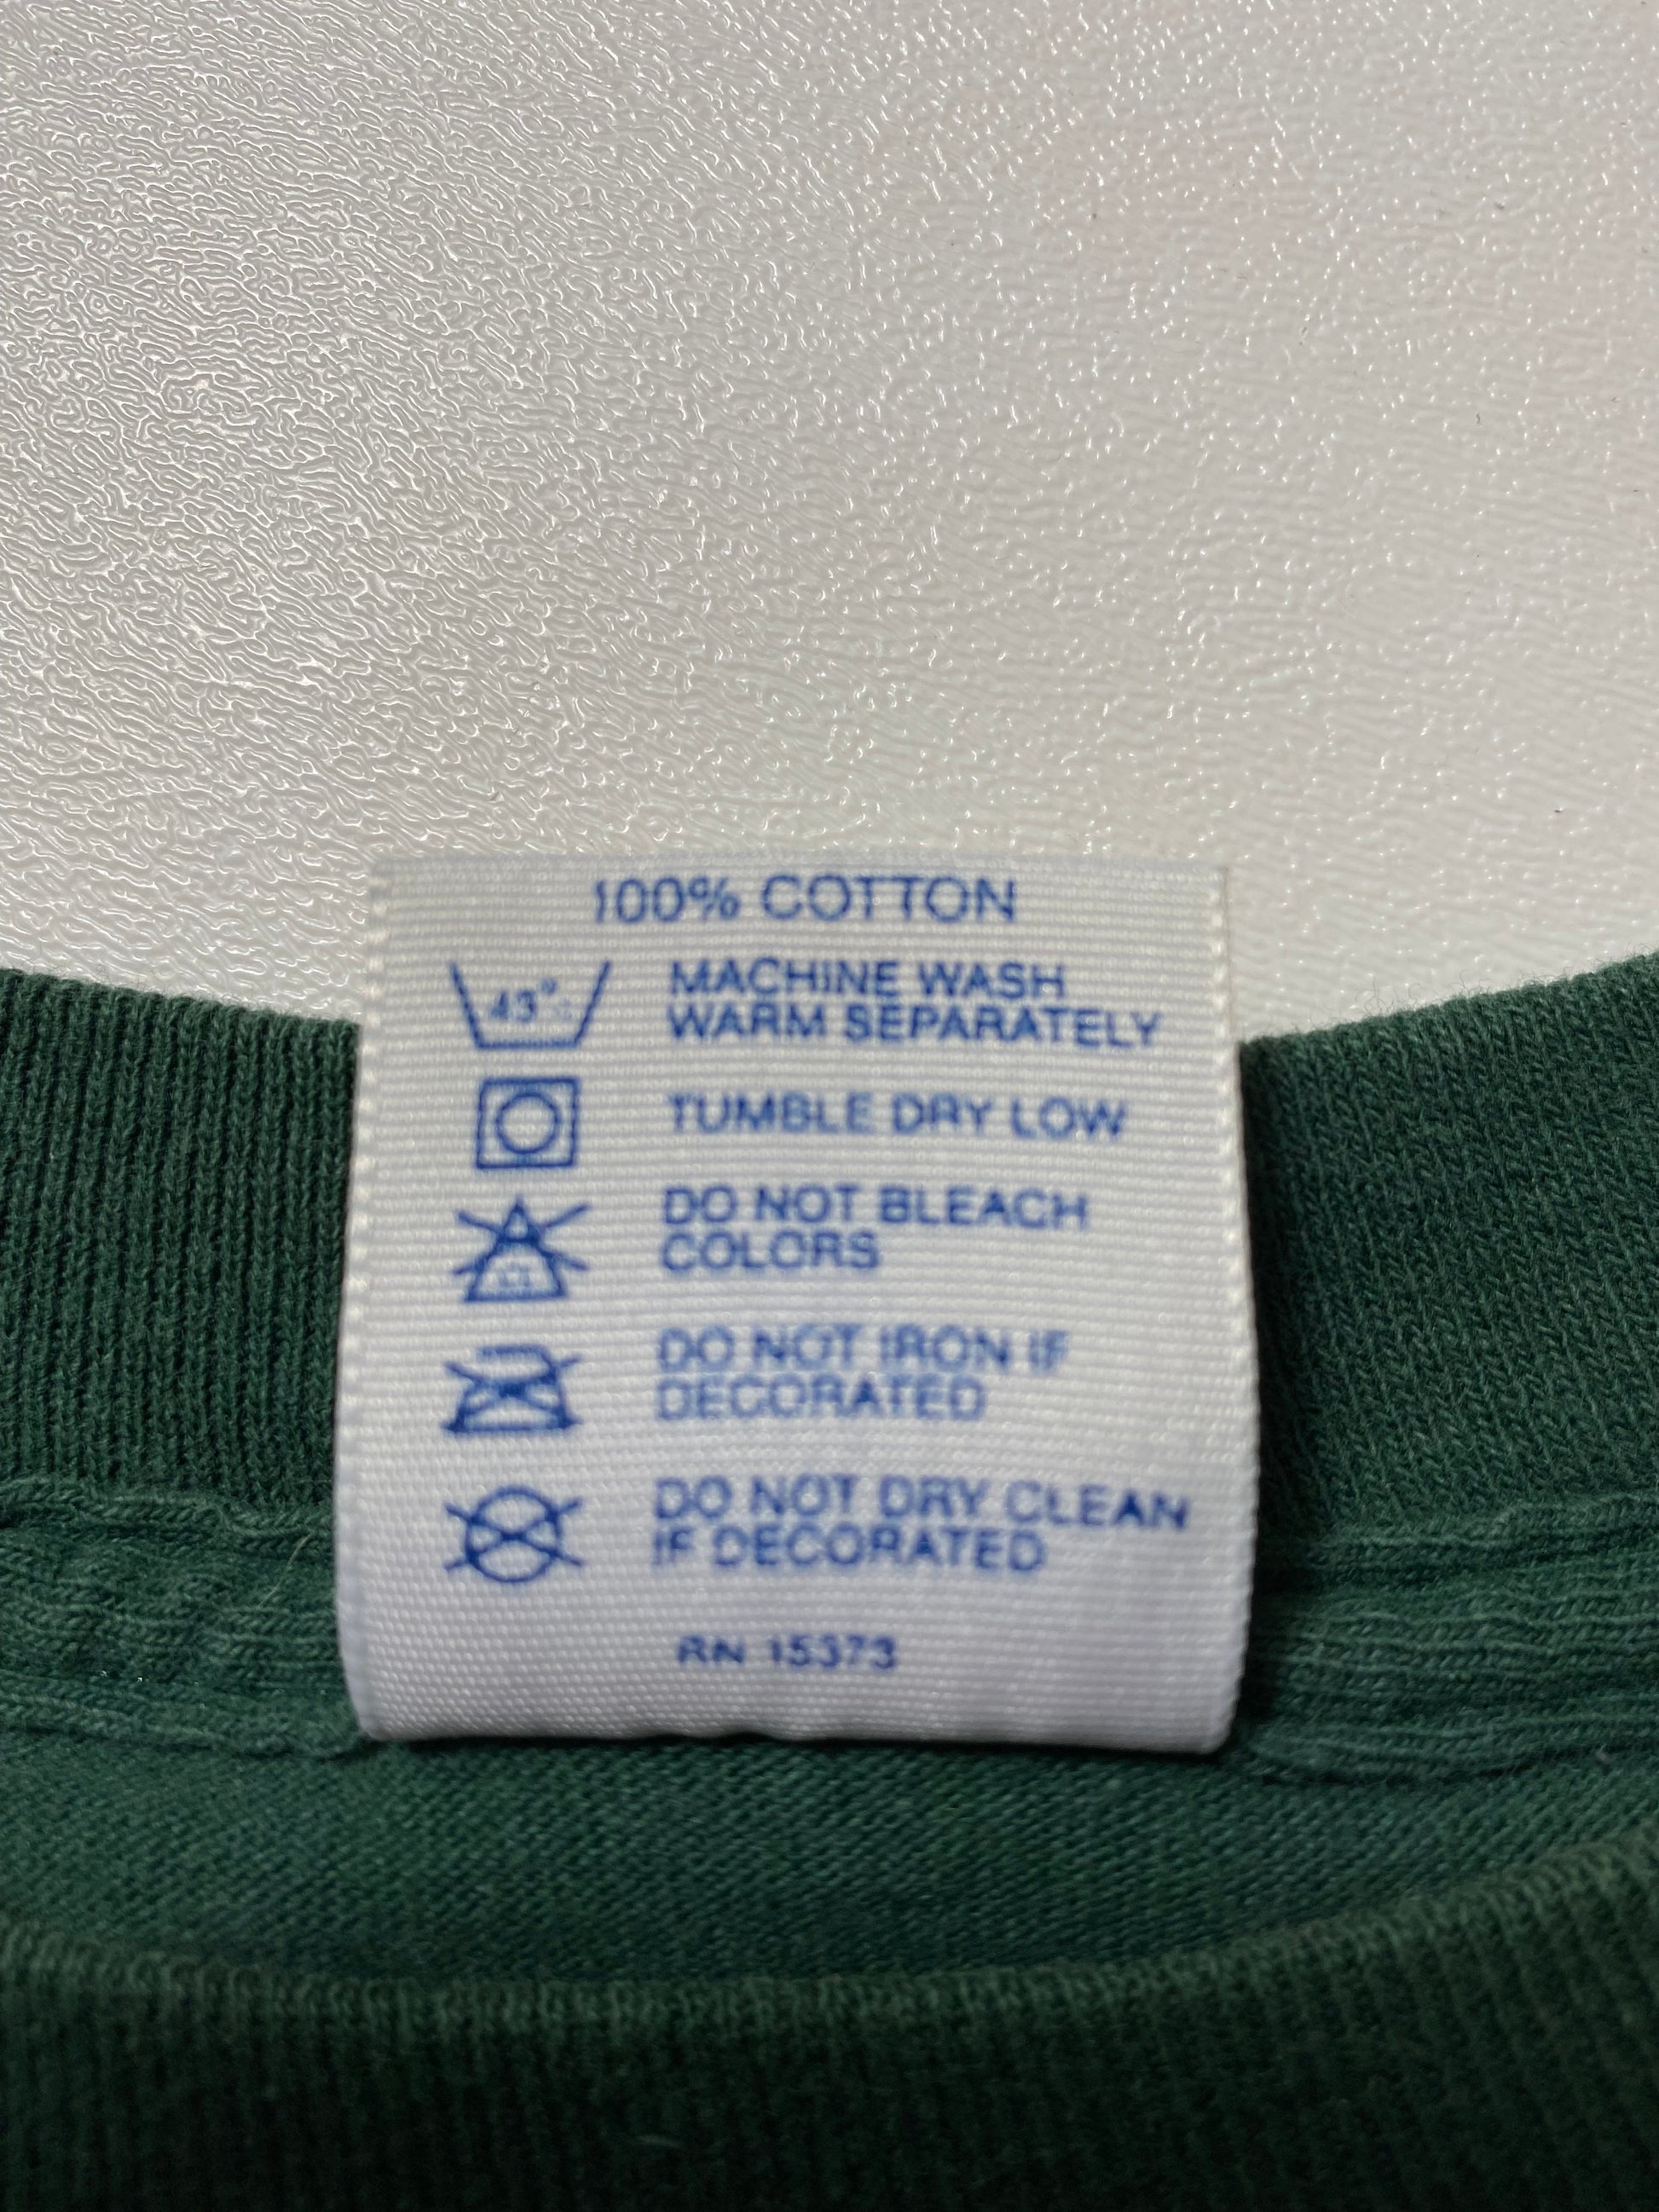 100% COTTON
MACHINE WASH
WARM SEPARATELY
TUMBLE DRY LOW
DO NOT BLEACH
COLORS
DO NOT IRON IF
DECORATED
DO NOT DRY CLEAN
IF DECORATED
RN 15373